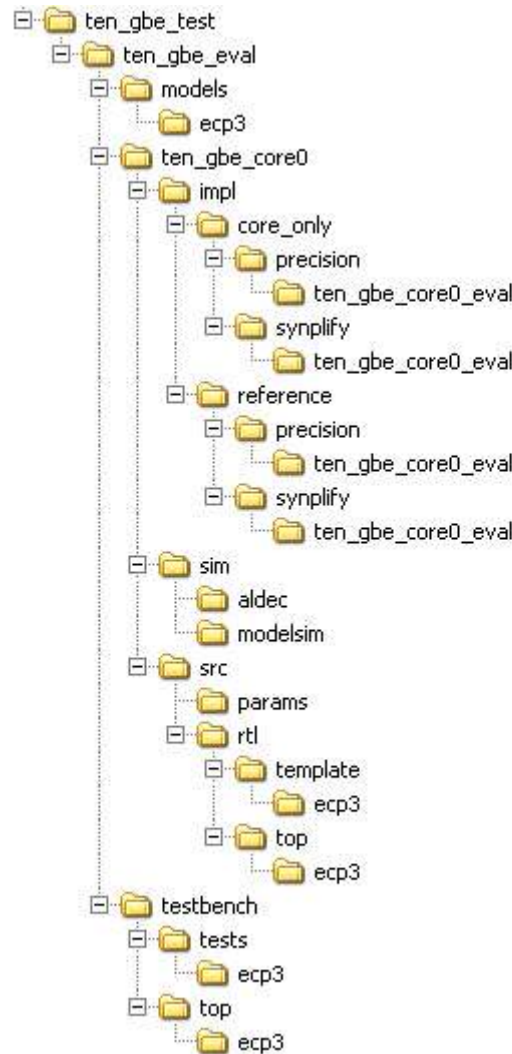 ten_gbe_test
ten_gbe_eval
models
ecp3
ten_gbe_core0
impl
core_only
precision
ten_gbe_core0_eval
synplify
ten_gbe_core0_eval
reference
precision
ten_gbe_core0_eval
synplify
ten_gbe_core0_eval
sim
aldec
modelsim
src
params
rtl
template
ecp3
top
ecp3
testbench
tests
ecp3
top
ecp3